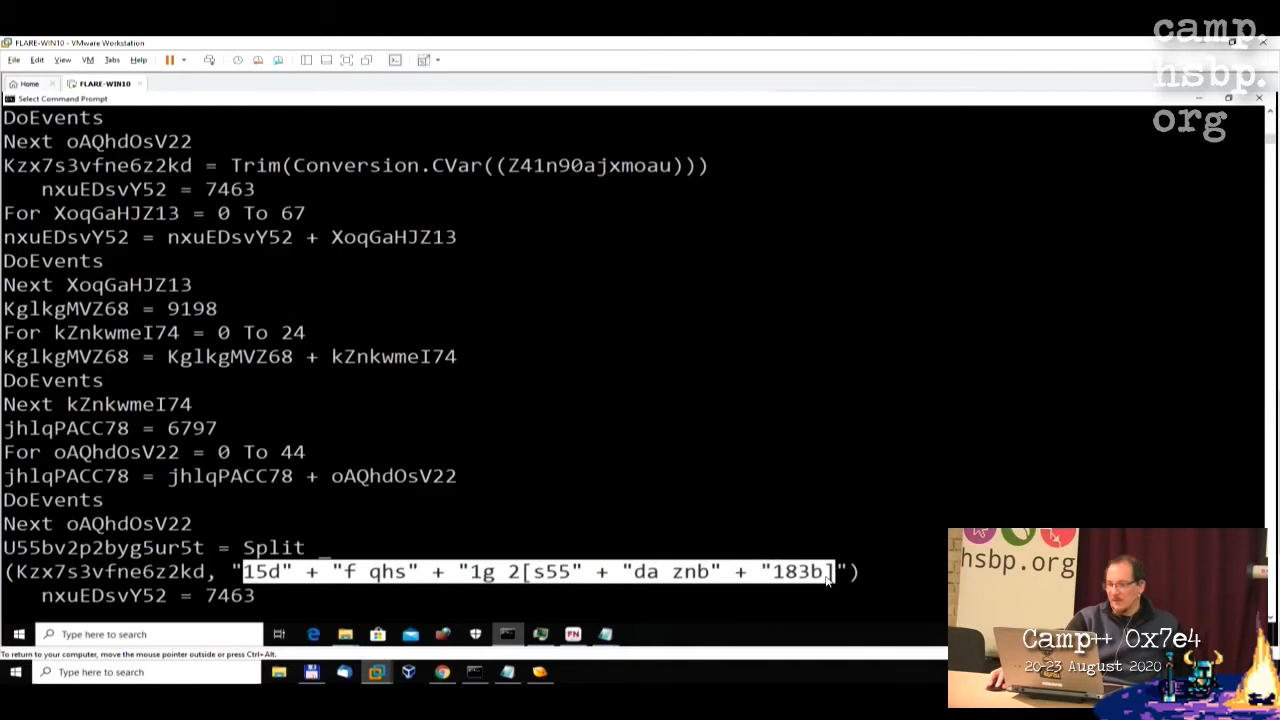 camp.
hsbp.
org
FLARE-WIN10 - VMware Workstation
File Edit View VM Tabs Help
Home FLARE-WIN10
Select Command Prompt
DoEvents
Next oAQhdOsV22
Kzx7s3vfne6z2kd = Trim(Conversion.CVar((Z41n90ajxmoau)))
nxuEDsvY52 = 7463
For XoqGaHJZ13 = 0 To 67
nxuEDsvY52 = nxuEDsvY52 + XoqGaHJZ13
DoEvents
Next XoqGaHJZ13
KglkgMVZ68 = 9198
For kZnkwmeI74 = 0 To 24
KglkgMVZ68 = KglkgMVZ68 + kZnkwmeI74
DoEvents
Next kZnkwmeI74
jhlqPACC78 = 6797
For oAQhdOsV22 = 0 To 44
jhlqPACC78 = jhlqPACC78 + oAQhdOsV22
DoEvents
Next oAQhdOsV22
U55bv2p2byg5ur5t = Split _
(Kzx7s3vfne6z2kd, "15d" + "f qhs" + "1g 2[s55" + "da znb" + "183b]")
nxuEDsvY52 = 7463
Type here to search
To return to your computer, move the mouse pointer outside or press Ctrl+Alt.
Type here to search
hsbp.org
Camp++ 0x7e4
20-23 August 2020